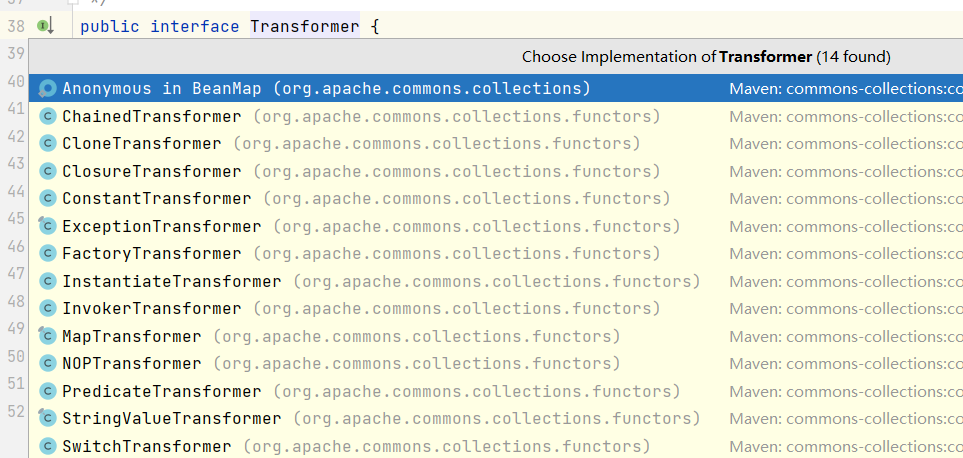 */
38 public interface Transformer {
39 Choose Implementation of Transformer (14 found)
40 Anonymous in BeanMap (org.apache.commons.collections) Maven: commons-collections:co
41 ChainedTransformer (org.apache.commons.collections.functors) Maven: commons-collections:co
42 CloneTransformer (org.apache.commons.collections.functors) Maven: commons-collections:co
43 ClosureTransformer (org.apache.commons.collections.functors) Maven: commons-collections:co
44 ConstantTransformer (org.apache.commons.collections.functors) Maven: commons-collections:co
45 ExceptionTransformer (org.apache.commons.collections.functors) Maven: commons-collections:co
46 FactoryTransformer (org.apache.commons.collections.functors) Maven: commons-collections:co
47 InstantiateTransformer (org.apache.commons.collections.functors) Maven: commons-collections:co
48 InvokerTransformer (org.apache.commons.collections.functors) Maven: commons-collections:co
49 MapTransformer (org.apache.commons.collections.functors) Maven: commons-collections:co
50 NOPTransformer (org.apache.commons.collections.functors) Maven: commons-collections:co
51 PredicateTransformer (org.apache.commons.collections.functors) Maven: commons-collections:co
52 StringValueTransformer (org.apache.commons.collections.functors) Maven: commons-collections:co
SwitchTransformer (org.apache.commons.collections.functors) Maven: commons-collections:co